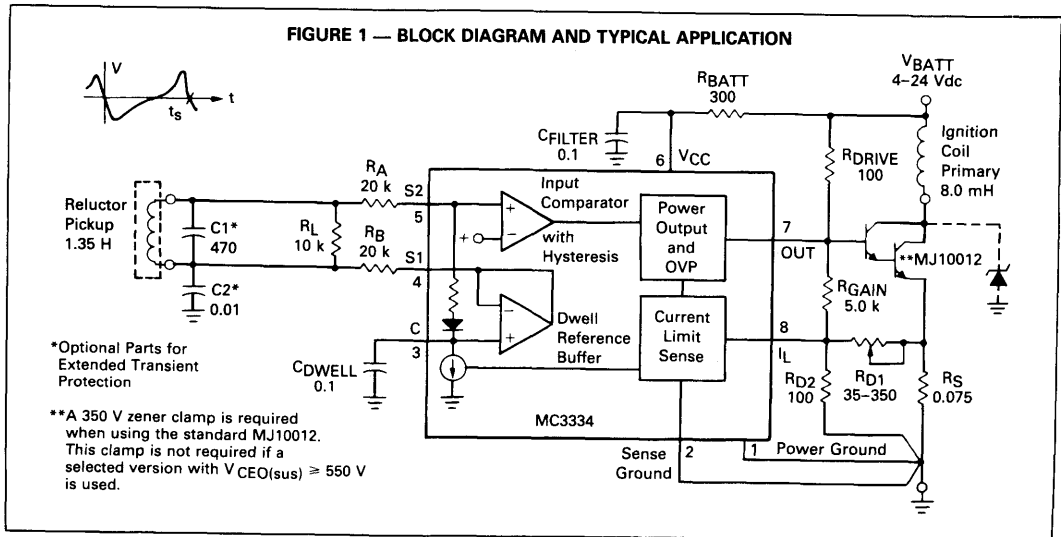 FIGURE 1 — BLOCK DIAGRAM AND TYPICAL APPLICATION
V
tS
t
VBATT
4–24 Vdc
RBATT
300
CFILTER
0.1
6
VCC
RDRIVE
100
Ignition
Coil
Primary
8.0 mH
Reluctor
Pickup
1.35 H
C1*
470
C2*
0.01
RL
10 k
RA
20 k
RB
20 k
S2
5
S1
4
+
−
+
Input
Comparator
with
Hysteresis
Power
Output
and
OVP
7
OUT
**MJ10012
RGAIN
5.0 k
−
+
Dwell
Reference
Buffer
Current
Limit
Sense
8
IL
C
3
CDWELL
0.1
RD2
100
RD1
35–350
RS
0.075
MC3334
Sense
Ground
2
1
Power Ground
*Optional Parts for
Extended Transient
Protection
**A 350 V zener clamp is required
when using the standard MJ10012.
This clamp is not required if a
selected version with VCEO(sus) ≥ 550 V
is used.